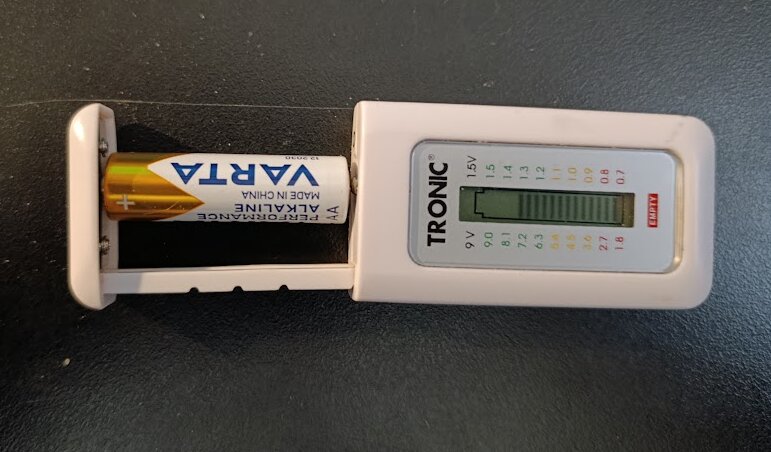 12 2030
VARTA
MADE IN CHINA
ALKALINE
PERFORMANCE
AA
+
TRONIC®
9 V 1.5V
9.0 1.5
8.1 1.4
7.2 1.3
6.3 1.2
5.4 1.1
4.5 1.0
3.6 0.9
2.7 0.8
1.8 0.7
EMPTY